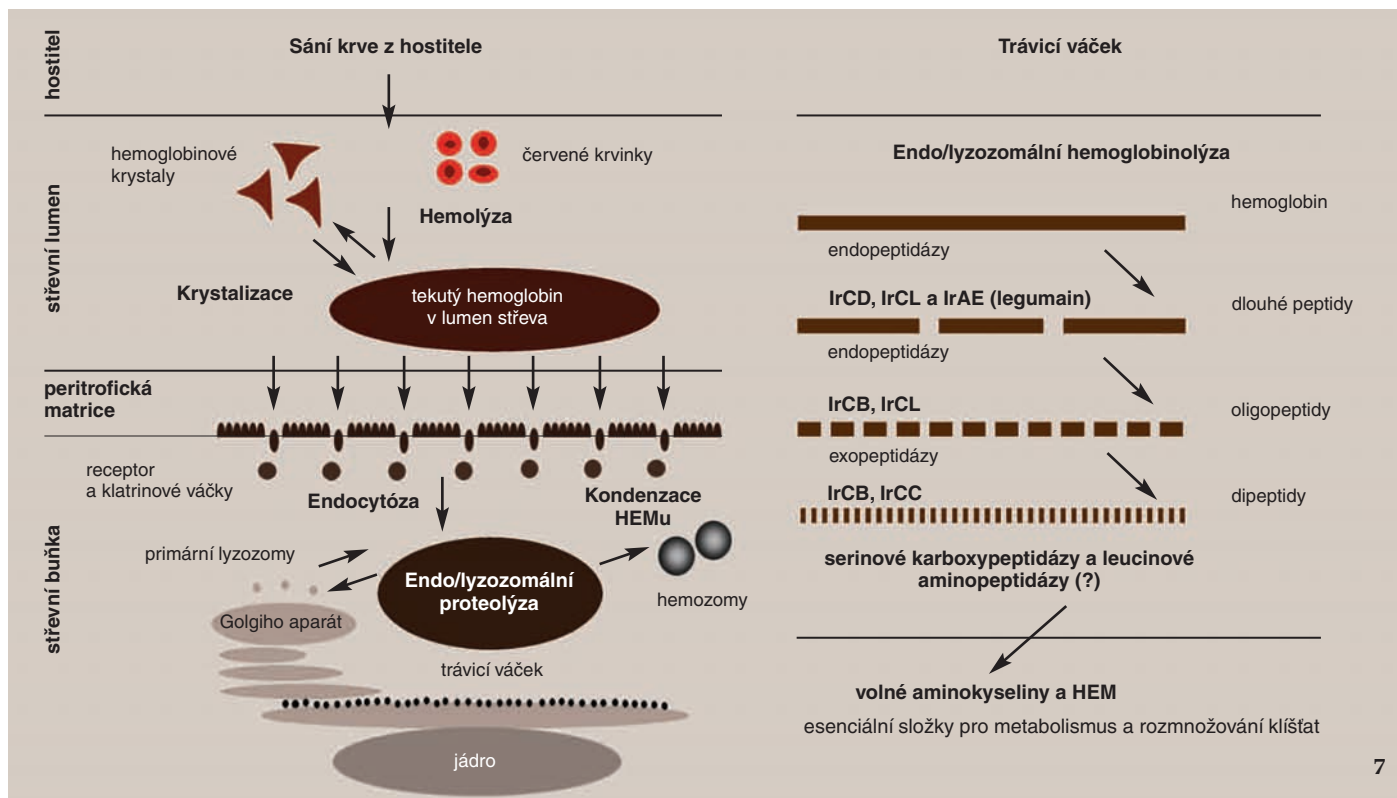 hostitel
Sání krve z hostitele
střevní lumen
hemoglobinové
krystaly
červené krvinky
Hemolýza
Krystalizace
tekutý hemoglobin
v lumen střeva
peritrofická
matrice
střevní buňka
receptor
a klatrinové váčky
Endocytóza
Kondenzace
HEMu
primární lyzozomy
Endo/lyzozomální
proteolýza
hemozomy
Golgiho aparát
trávicí váček
jádro
Trávicí váček
Endo/lyzozomální hemoglobinolýza
hemoglobin
endopeptidázy
IrCD, IrCL a IrAE (legumain)
dlouhé peptidy
endopeptidázy
IrCB, IrCL
oligopeptidy
exopeptidázy
IrCB, IrCC
dipeptidy
serinové karboxypeptidázy a leucinové
aminopeptidázy (?)
volné aminokyseliny a HEM
esenciální složky pro metabolismus a rozmnožování klíšťat
7